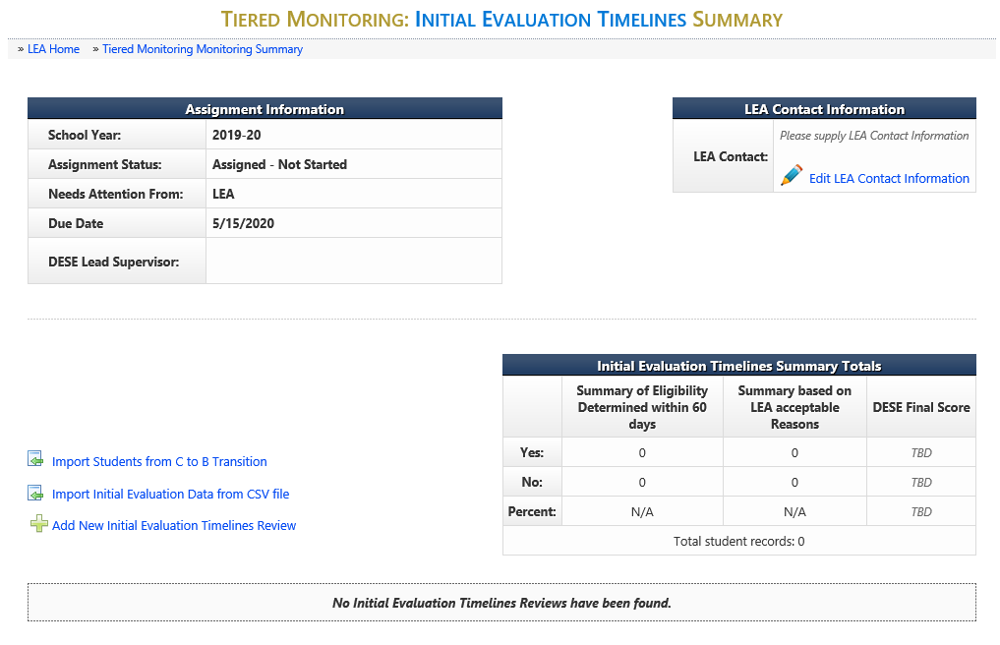 TIERED MONITORING: INITIAL EVALUATION TIMELINES SUMMARY
» LEA Home » Tiered Monitoring Monitoring Summary
Assignment Information
School Year: 2019-20
Assignment Status: Assigned - Not Started
Needs Attention From: LEA
Due Date 5/15/2020
DESE Lead Supervisor:
LEA Contact Information
Please supply LEA Contact Information
LEA Contact:
Edit LEA Contact Information
Import Students from C to B Transition
Import Initial Evaluation Data from CSV file
Add New Initial Evaluation Timelines Review
Initial Evaluation Timelines Summary Totals
Summary of Eligibility Determined within 60 days
Summary based on LEA acceptable Reasons
DESE Final Score
Yes: 0 0 TBD
No: 0 0 TBD
Percent: N/A N/A TBD
Total student records: 0
No Initial Evaluation Timelines Reviews have been found.